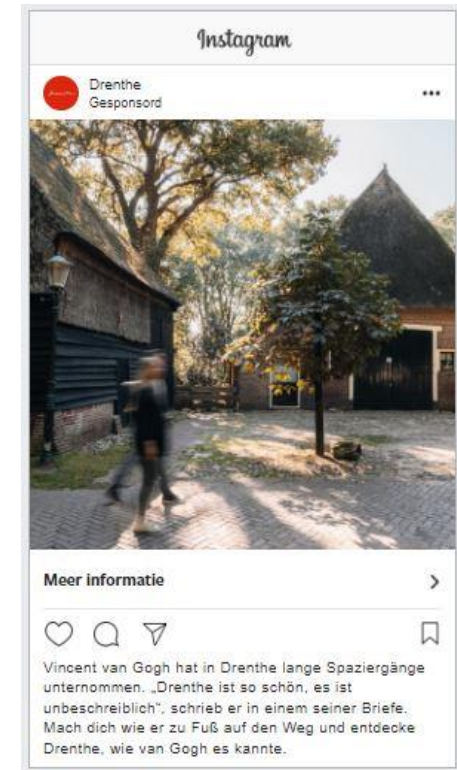 Instagram
Drenthe
Gesponsord
Meer informatie
Vincent van Gogh hat in Drenthe lange Spaziergänge
unternommen. „Drenthe ist so schön, es ist
unbeschreiblich“, schrieb er in einem seiner Briefe.
Mach dich wie er zu Fuß auf den Weg und entdecke
Drenthe, wie van Gogh es kannte.